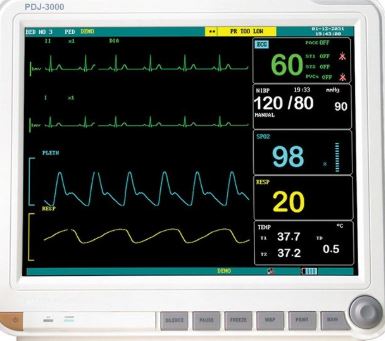 PDJ-3000
BED NO 3 PED DEMO ** PR TOO LOW 01-12-2031 19:43:00
II x1 DIA
1mV
I x1
1mV
PLETH
RESP
ECG PACE OFF
60 ST1 OFF
ST2 OFF
PVCs OFF
NIBP 19:33 mmHg
120/80 90
MANUAL
SPO2
98
RESP
20
TEMP °C
T1 37.7 TD 0.5
T2 37.2
DEMO
SILENCE PAUSE FREEZE NIBP PRINT MAIN